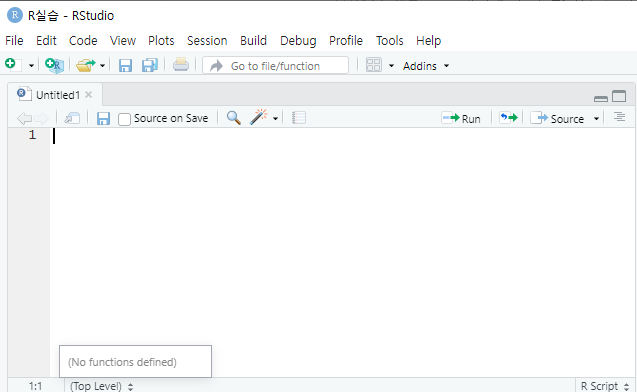 R실습 - RStudio
File Edit Code View Plots Session Build Debug Profile Tools Help
Go to file/function Addins
Untitled1
Source on Save Run Source
1
(No functions defined)
1:1 (Top Level) R Script